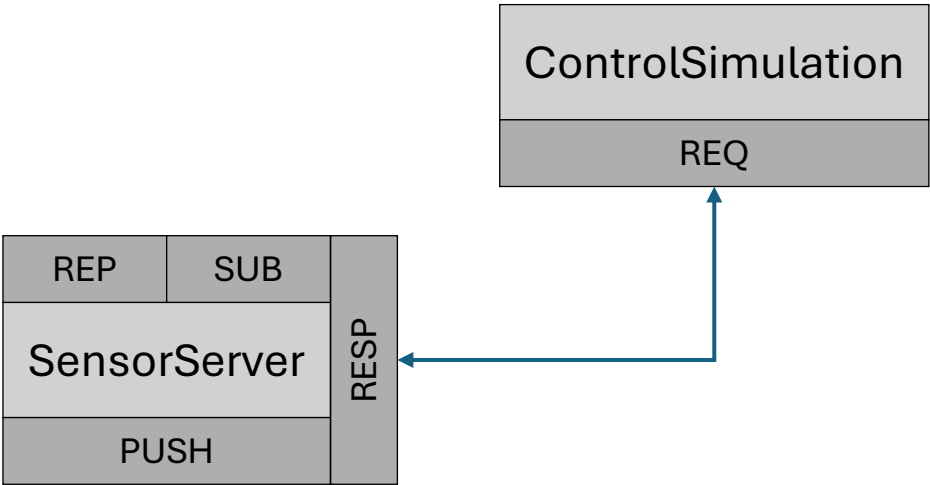 ControlSimulation
REQ
REP
SUB
RESP
SensorServer
PUSH